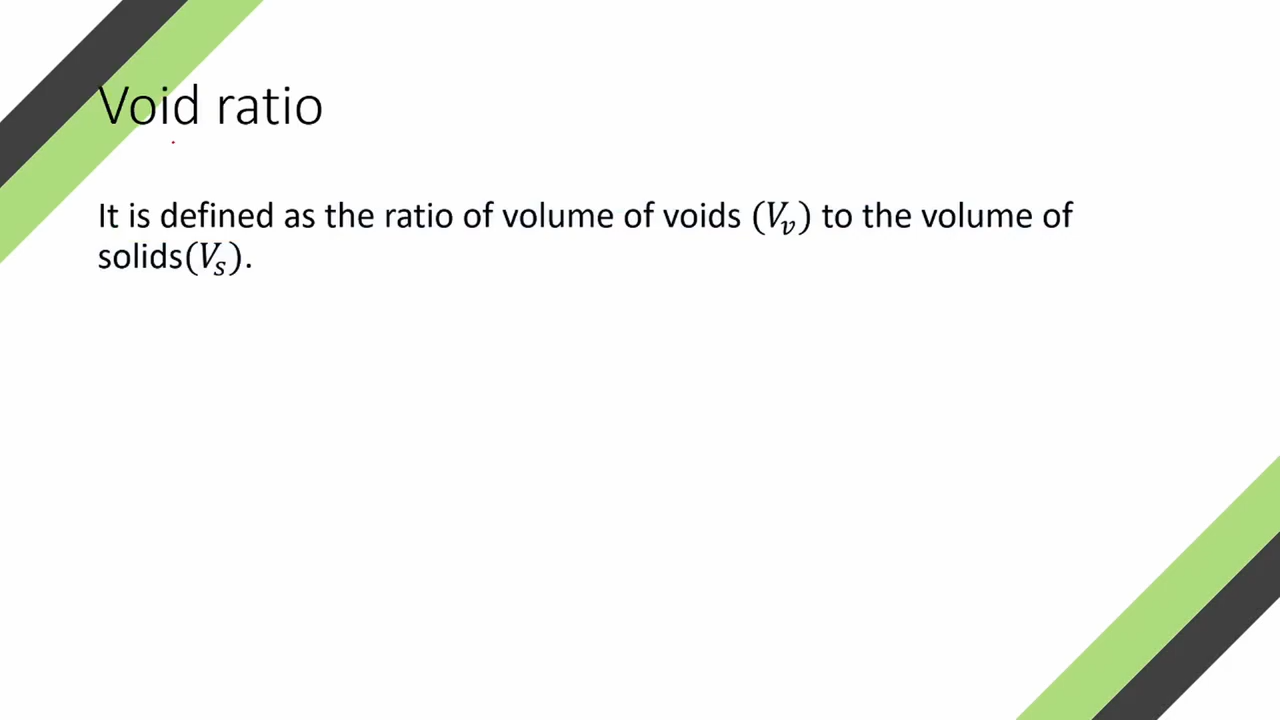 Void ratio
It is defined as the ratio of volume of voids (𝑉ᵥ) to the volume of
solids(𝑉ₛ).